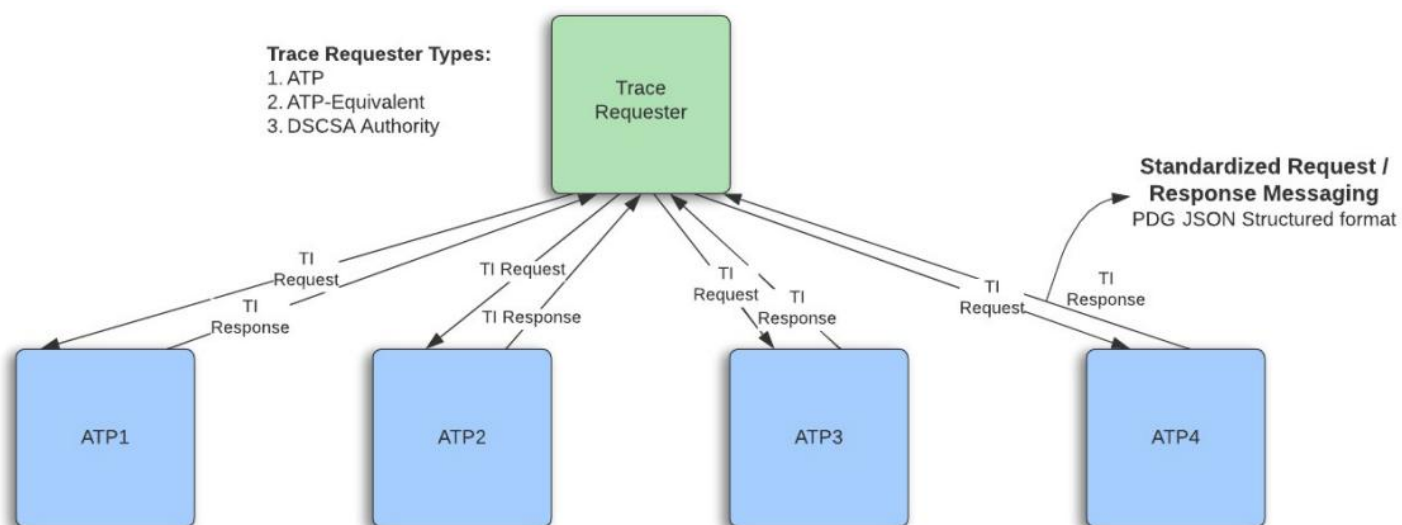 Trace Requester Types:
1. ATP
2. ATP-Equivalent
3. DSCSA Authority
Trace
Requester
Standardized Request /
Response Messaging
PDG JSON Structured format
TI
Request
TI
Response
TI Request
TI Response
TI
Request
TI
Response
TI
Request
TI
Response
ATP1
ATP2
ATP3
ATP4